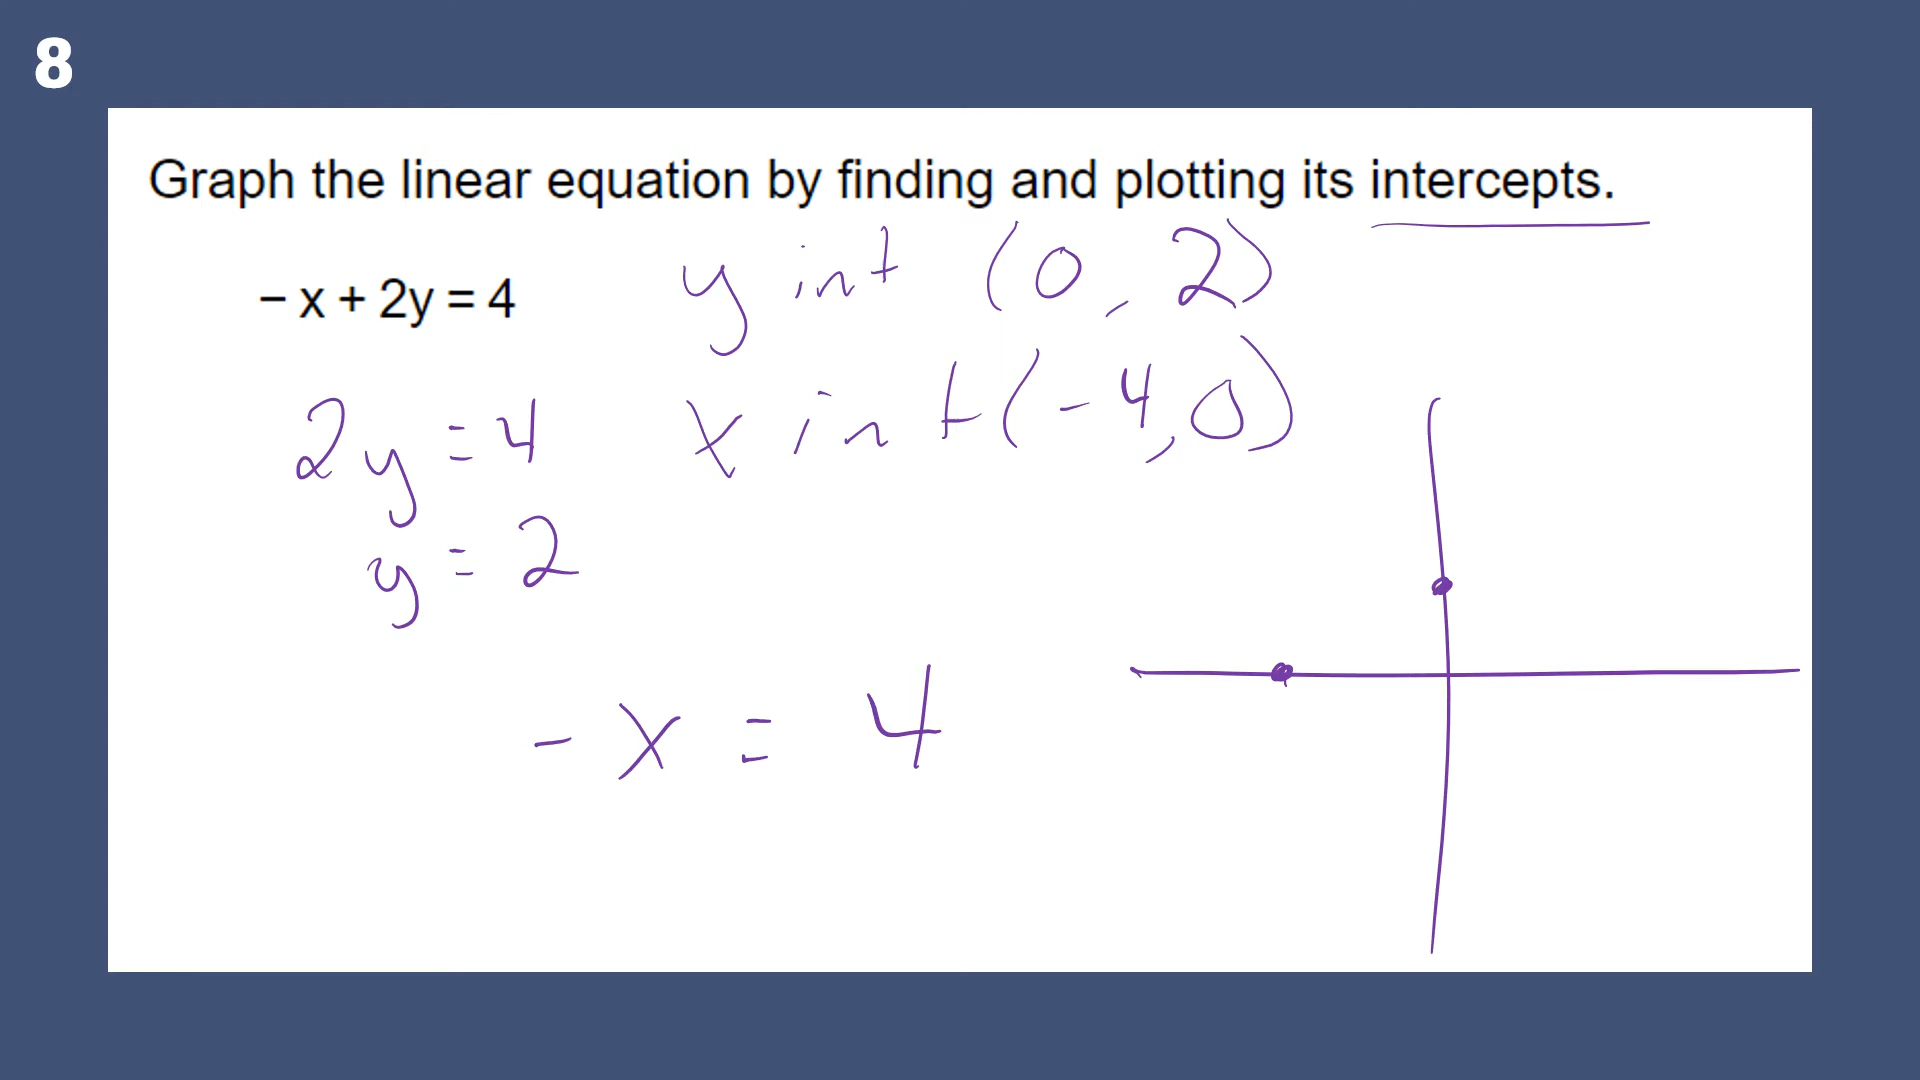 8
Graph the linear equation by finding and plotting its intercepts.
− x + 2y = 4
y int (0, 2)
x int (-4, 0)
2y = 4
y = 2
- x = 4